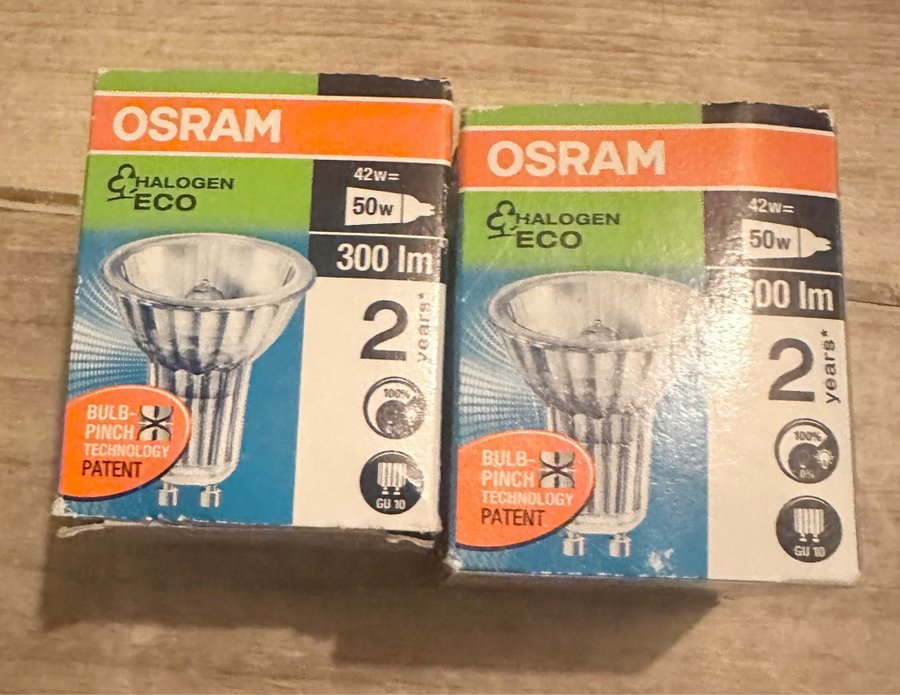 OSRAM
HALOGEN
ECO
42w=
50w
300 lm
2
years*
100%
BULB-
PINCH
TECHNOLOGY
PATENT
GU 10
OSRAM
HALOGEN
ECO
42w=
50w
300 lm
2
years*
100%
0%
BULB-
PINCH
TECHNOLOGY
PATENT
GU 10